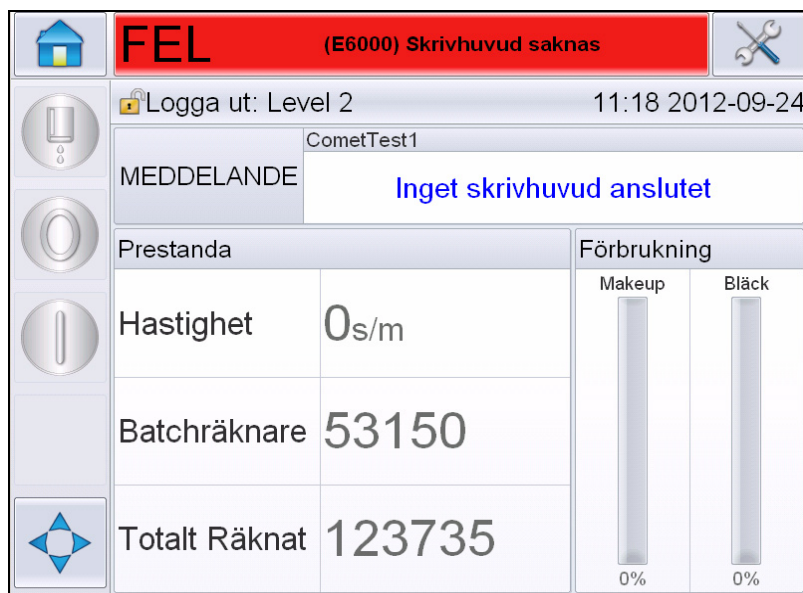 FEL (E6000) Skrivhuvud saknas
Logga ut: Level 2 11:18 2012-09-24
CometTest1
MEDDELANDE Inget skrivhuvud anslutet
Prestanda
Förbrukning
Makeup Bläck
Hastighet 0s/m
Batchräknare 53150
Totalt Räknat 123735
0% 0%